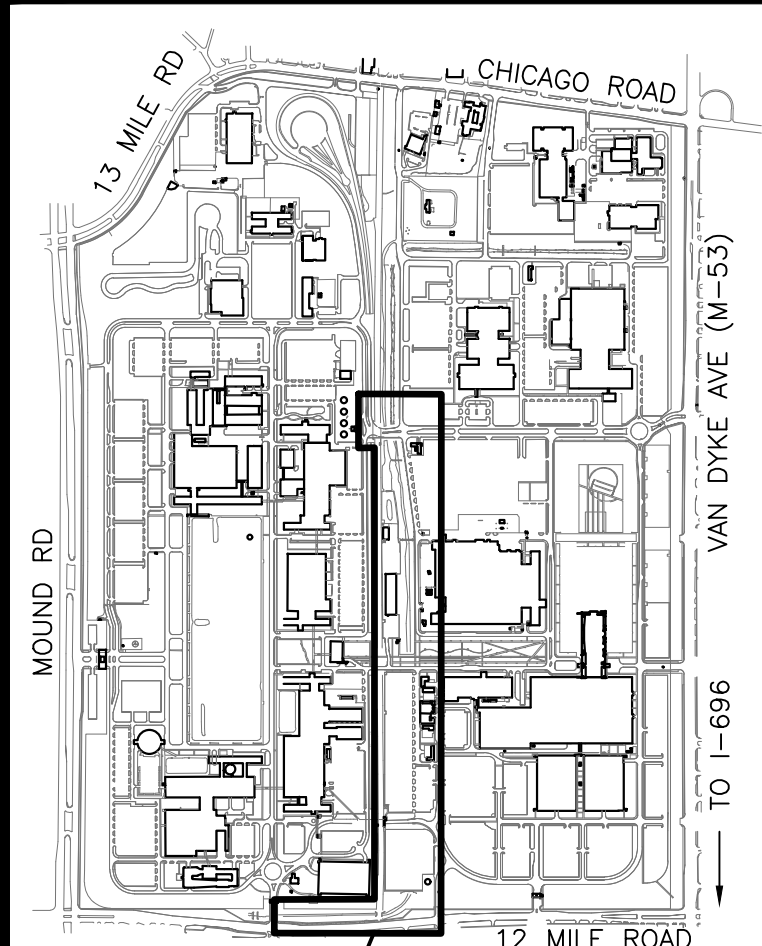 CHICAGO ROAD
13 MILE RD
VAN DYKE AVE (M-53)
MOUND RD
TO I-696
12 MILE ROAD